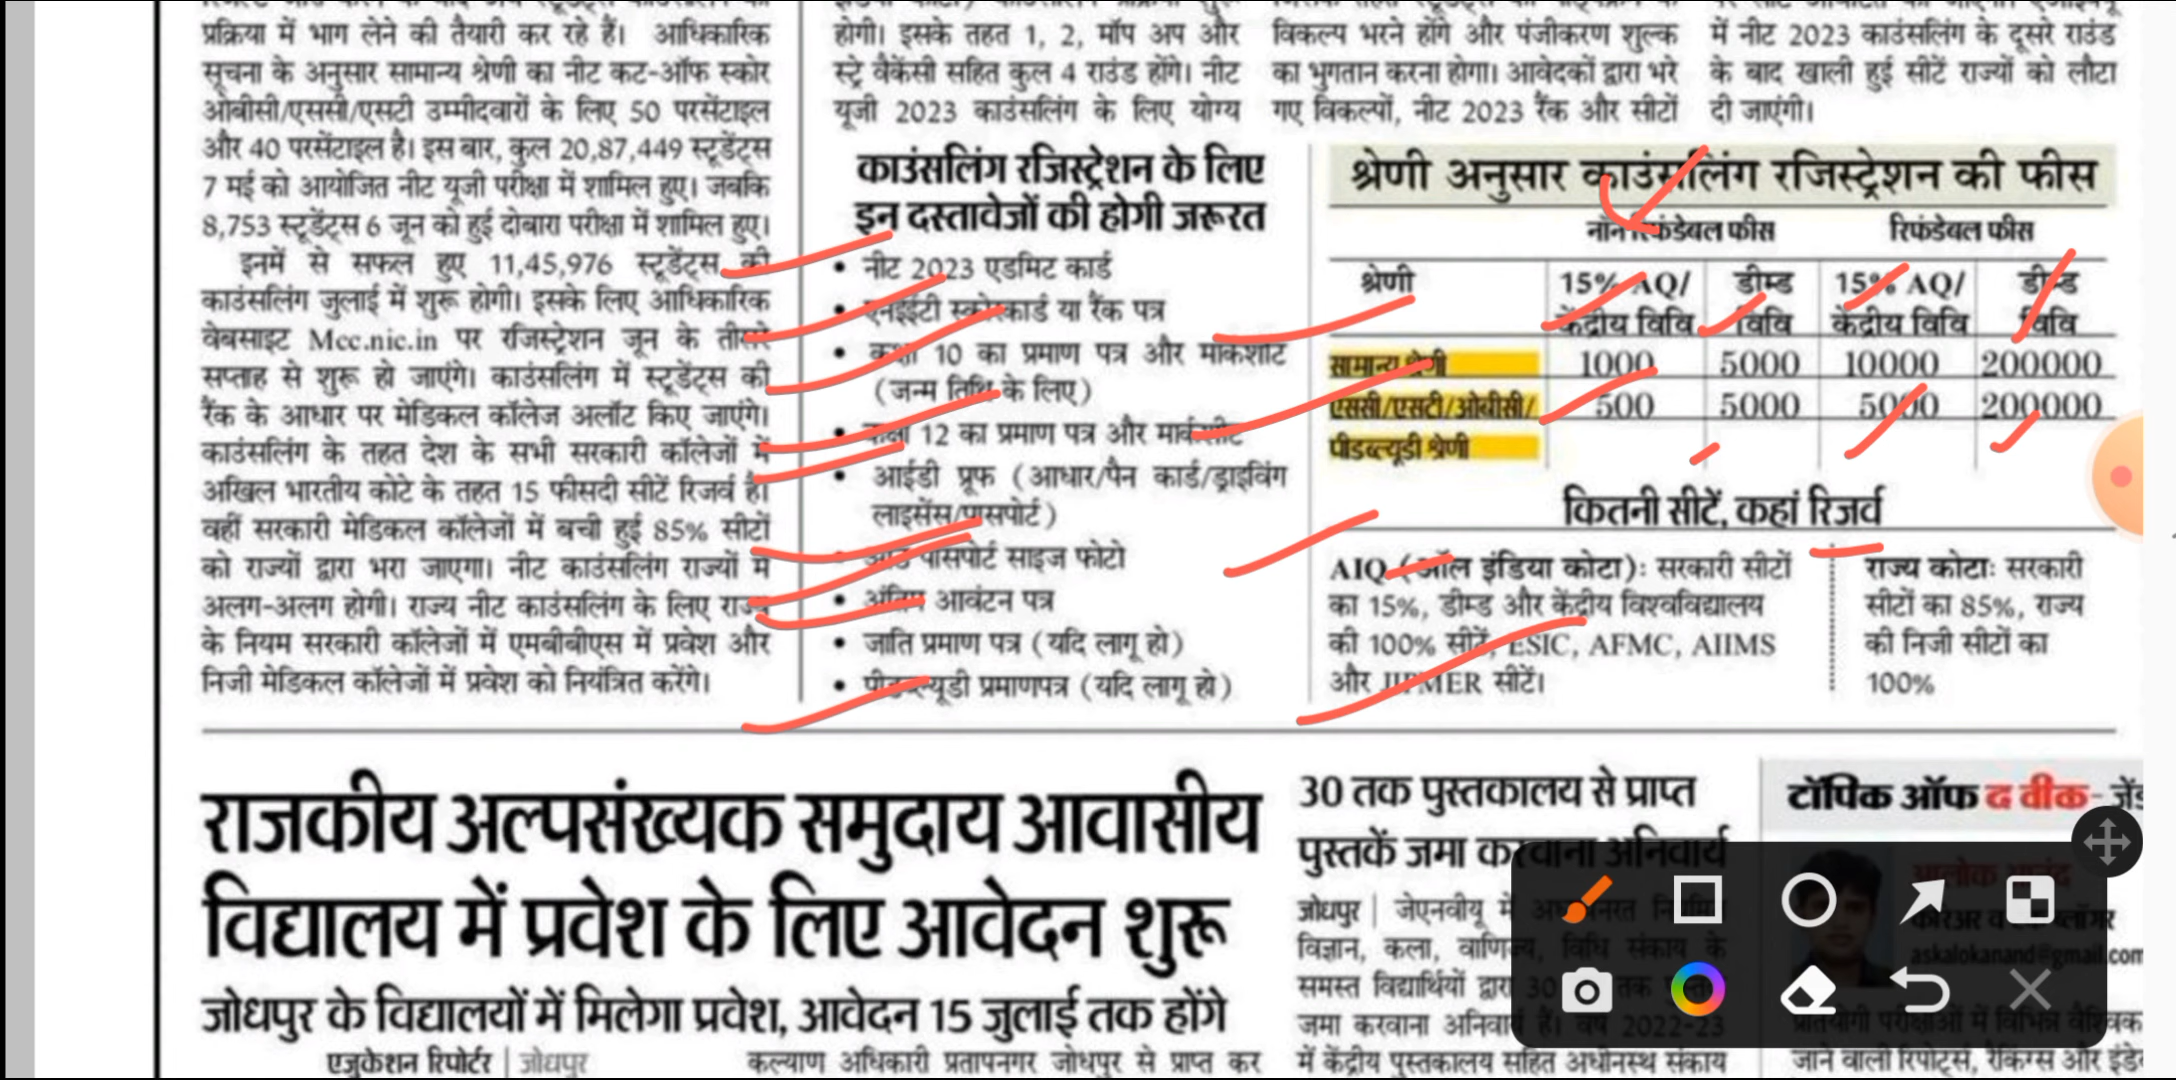 प्रक्रिया में भाग लेने की तैयारी कर रहे हैं। आधिकारिक
सूचना के अनुसार सामान्य श्रेणी का नीट कट-ऑफ स्कोर
ओबीसी/एससी/एसटी उम्मीदवारों के लिए 50 परसेंटाइल
और 40 परसेंटाइल है। इस बार, कुल 20,87,449 स्टूडेंट्स
7 मई को आयोजित नीट यूजी परीक्षा में शामिल हुए। जबकि
8,753 स्टूडेंट्स 6 जून को हुई दोबारा परीक्षा में शामिल हुए।
इनमें से सफल हुए 11,45,976 स्टूडेंट्स की
काउंसलिंग जुलाई में शुरू होगी। इसके लिए आधिकारिक
वेबसाइट Mcc.nic.in पर रजिस्ट्रेशन जून के तीसरे
सप्ताह से शुरू हो जाएंगे। काउंसलिंग में स्टूडेंट्स की
रैंक के आधार पर मेडिकल कॉलेज अलॉट किए जाएंगे।
काउंसलिंग के तहत देश के सभी सरकारी कॉलेजों में
अखिल भारतीय कोटे के तहत 15 फीसदी सीटें रिजर्व है।
वहीं सरकारी मेडिकल कॉलेजों में बची हुई 85% सीटों
को राज्यों द्वारा भरा जाएगा। नीट काउंसलिंग राज्यों में
अलग-अलग होगी। राज्य नीट काउंसलिंग के लिए राज्य
के नियम सरकारी कॉलेजों में एमबीबीएस में प्रवेश और
निजी मेडिकल कॉलेजों में प्रवेश को नियंत्रित करेंगे।
होगी। इसके तहत 1, 2, मॉप अप और
स्ट्रे वैकेंसी सहित कुल 4 राउंड होंगे। नीट
यूजी 2023 काउंसलिंग के लिए योग्य
विकल्प भरने होंगे और पंजीकरण शुल्क
का भुगतान करना होगा। आवेदकों द्वारा भरे
गए विकल्पों, नीट 2023 रैंक और सीटों
में नीट 2023 काउंसलिंग के दूसरे राउंड
के बाद खाली हुई सीटें राज्यों को लौटा
दी जाएंगी।
काउंसलिंग रजिस्ट्रेशन के लिए
इन दस्तावेजों की होगी जरूरत
• नीट 2023 एडमिट कार्ड
• एनईईटी स्कोरकार्ड या रैंक पत्र
• कक्षा 10 का प्रमाण पत्र और मार्कशीट
(जन्म तिथि के लिए)
• कक्षा 12 का प्रमाण पत्र और मार्कशीट
• आईडी प्रूफ (आधार/पैन कार्ड/ड्राइविंग
लाइसेंस/पासपोर्ट)
• आठ पासपोर्ट साइज फोटो
• अंतिम आवंटन पत्र
• जाति प्रमाण पत्र (यदि लागू हो)
• पीडब्ल्यूडी प्रमाणपत्र (यदि लागू हो)
श्रेणी अनुसार काउंसलिंग रजिस्ट्रेशन की फीस
नॉन रिफंडेबल फीस रिफंडेबल फीस
श्रेणी 15% AQ/ डीम्ड 15% AQ/ डीम्ड
केंद्रीय विवि विवि केंद्रीय विवि विवि
सामान्य श्रेणी 1000 5000 10000 200000
एससी/एसटी/ओबीसी/ 500 5000 5000 200000
पीडब्ल्यूडी श्रेणी
कितनी सीटें, कहां रिजर्व
AIQ (ऑल इंडिया कोटा): सरकारी सीटों
का 15%, डीम्ड और केंद्रीय विश्वविद्यालय
की 100% सीटें, ESIC, AFMC, AIIMS
और JIPMER सीटें।
राज्य कोटा: सरकारी
सीटों का 85%, राज्य
की निजी सीटों का
100%
राजकीय अल्पसंख्यक समुदाय आवासीय
विद्यालय में प्रवेश के लिए आवेदन शुरू
जोधपुर के विद्यालयों में मिलेगा प्रवेश, आवेदन 15 जुलाई तक होंगे
एजुकेशन रिपोर्टर | जोधपुर
कल्याण अधिकारी प्रतापनगर जोधपुर से प्राप्त कर
30 तक पुस्तकालय से प्राप्त
पुस्तकें जमा करवाना अनिवार्य
जोधपुर | जेएनवीयू में
विज्ञान, कला, वाणिज्य, विधि संकाय के
समस्त विद्यार्थियों द्वारा 30 तक
जमा करवाना अनिवार्य है। वर्ष 2022-23
में केंद्रीय पुस्तकालय सहित अधीनस्थ संकाय
टॉपिक ऑफ द वीक-
आलोक आनंद
askalokanand@gmail.com
जाने वाली रिपोर्ट्स, रैंकिंग्स और